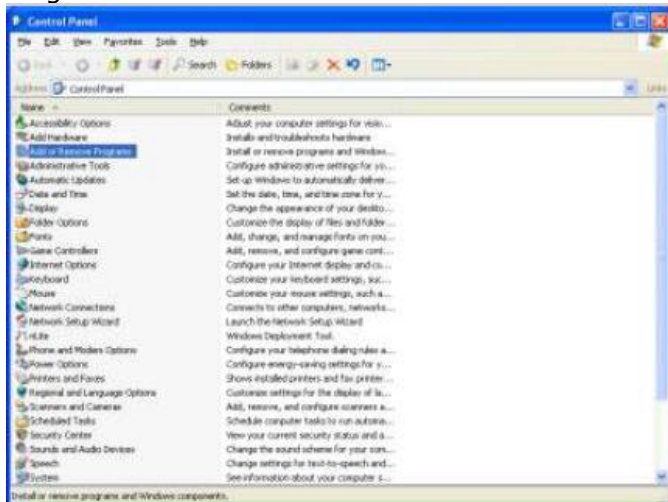 Control Panel
File Edit View Favorites Tools Help
Search Folders
Address Control Panel Links
Name Comments
Accessibility Options Adjust your computer settings for visio...
Add Hardware Installs and troubleshoots hardware
Add or Remove Programs Install or remove programs and Window...
Administrative Tools Configure administrative settings for yo...
Automatic Updates Set up Windows to automatically deliver...
Date and Time Set the date, time, and time zone for y...
Display Change the appearance of your deskto...
Folder Options Customize the display of files and folder...
Fonts Add, change, and manage fonts on you...
Game Controllers Add, remove, and configure game cont...
Internet Options Configure your Internet display and co...
Keyboard Customize your keyboard settings, suc...
Mouse Customize your mouse settings, such a...
Network Connections Connects to other computers, networks...
Network Setup Wizard Launch the Network Setup Wizard
nLite Windows Deployment Tool.
Phone and Modem Options Configure your telephone dialing rules a...
Power Options Configure energy-saving settings for y...
Printers and Faxes Shows installed printers and fax printer...
Regional and Language Options Customize settings for the display of la...
Scanners and Cameras Add, remove, and configure scanners a...
Scheduled Tasks Schedule computer tasks to run automa...
Security Center View your current security status and a...
Sounds and Audio Devices Change the sound scheme for your com...
Speech Change settings for text-to-speech and...
System See information about your computer s...
Install or remove programs and Windows components.